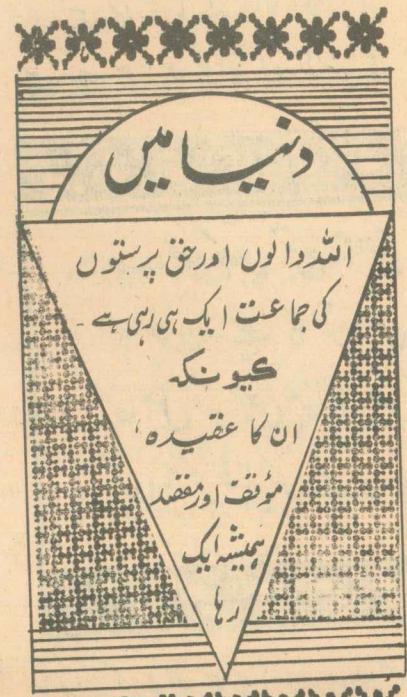 دنیا میں
اللہ والوں اور حق پرستوں
کی جماعت ایک ہی رہی ہے۔
کیونکہ
ان کا عقیدہ،
مؤقف اور مقصد
ہمیشہ ایک
رہا